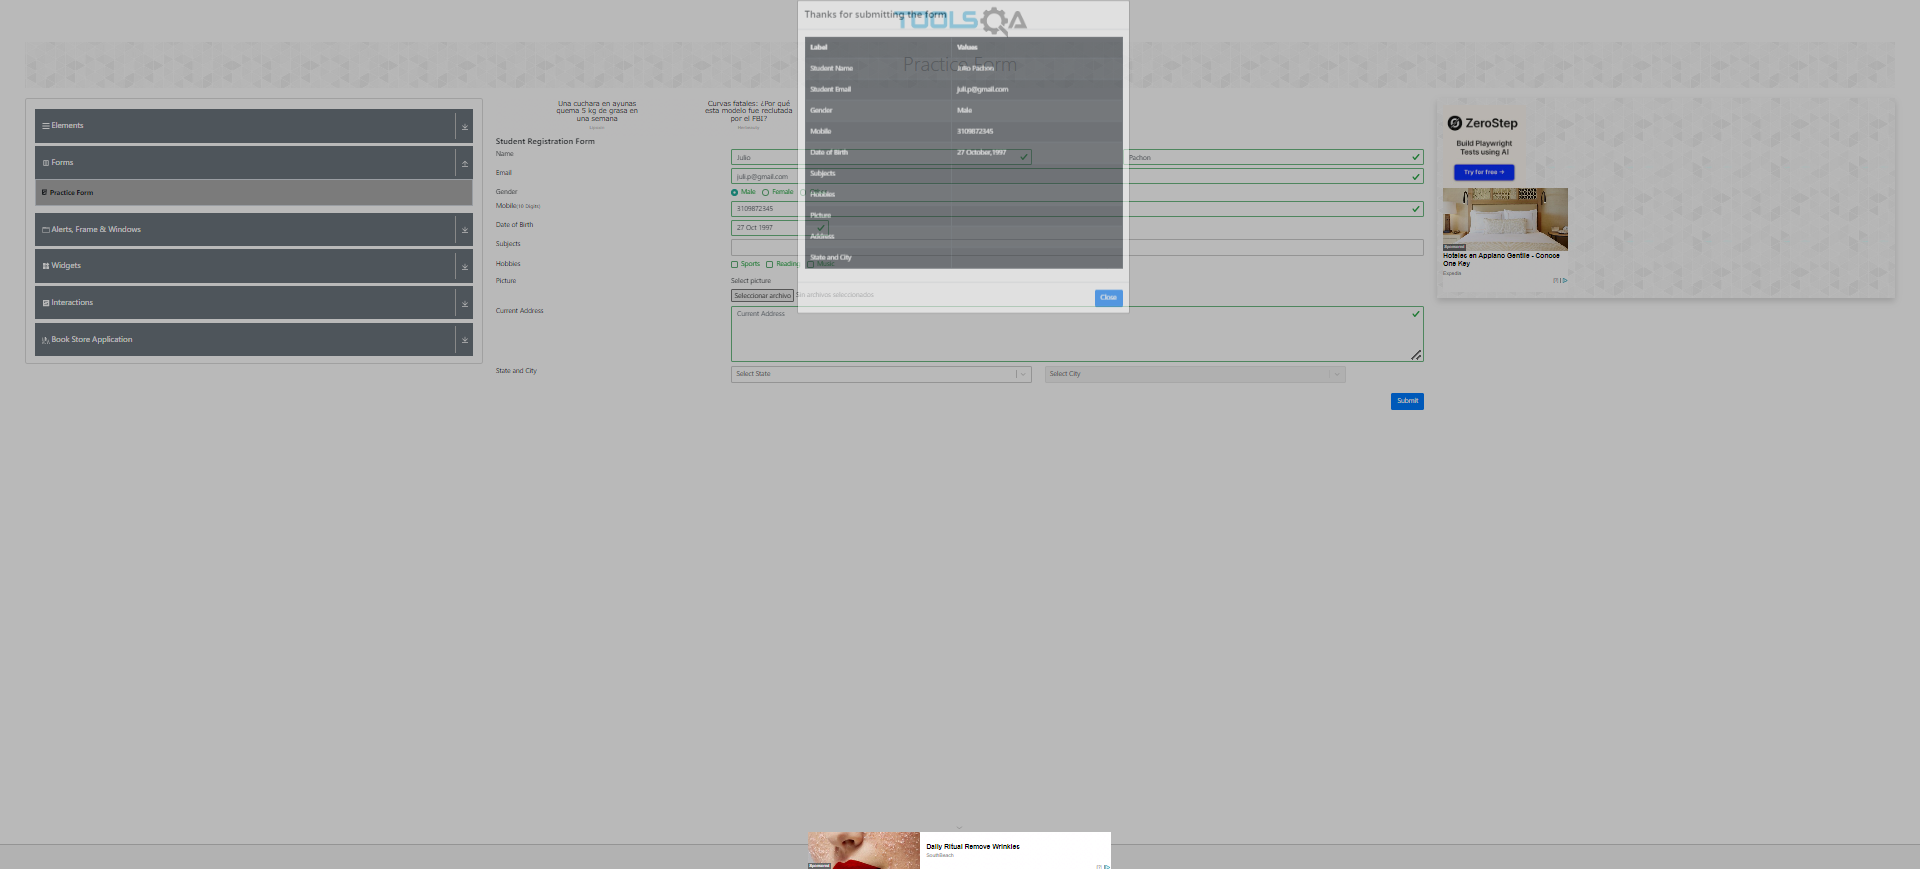 TOOLSQA
Practice Form
Thanks for submitting the form
Label Values
Student Name Julio Pachon
Student Email juli.p@gmail.com
Gender Male
Mobile 3109872345
Date of Birth 27 October,1997
Subjects
Hobbies
Picture
Address
State and City
Close
Elements
Forms
Practice Form
Alerts, Frame & Windows
Widgets
Interactions
Book Store Application
Una cuchara en ayunas
quema 5 kg de grasa en
una semana
Curvas fatales: ¿Por qué
esta modelo fue reclutada
por el FBI?
Student Registration Form
Name Julio Pachon
Email juli.p@gmail.com
Gender Male Female
Mobile(10 Digits) 3109872345
Date of Birth 27 Oct 1997
Subjects
Hobbies Sports Reading Music
Picture Select picture
Seleccionar archivo Sin archivos seleccionados
Current Address Current Address
State and City Select State Select City
Submit
ZeroStep
Build Playwright
Tests using AI
Try for free →
Sponsored
Hoteles en Appiano Gentile - Conoce
One Key
Expedia
Daily Ritual Remove Wrinkles
SouthBeach
Sponsored